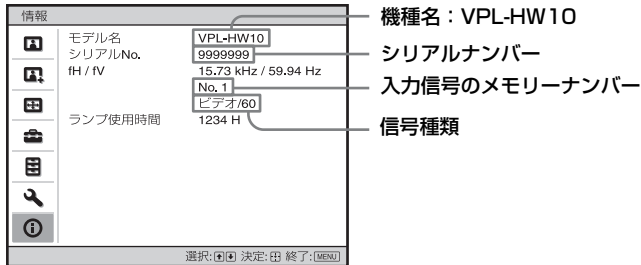 情報
モデル名 VPL-HW10
シリアルNo. 9999999
fH / fV 15.73 kHz / 59.94 Hz
No. 1
ビデオ/60
ランプ使用時間 1234 H
選択: 決定: 終了: MENU
機種名：VPL-HW10
シリアルナンバー
入力信号のメモリーナンバー
信号種類